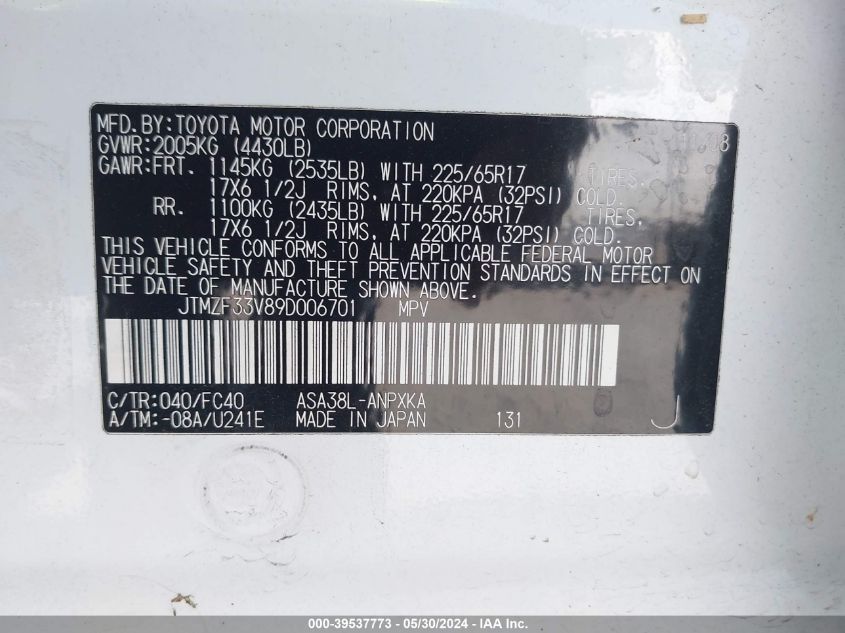 MFD. BY: TOYOTA MOTOR CORPORATION
GVWR: 2005KG (4430LB)
GAWR: FRT. 1145KG (2535LB) WITH 225/65R17 TIRES,
17X6 1/2J RIMS, AT 220KPA (32PSI) COLD.
RR. 1100KG (2435LB) WITH 225/65R17 TIRES,
17X6 1/2J RIMS, AT 220KPA (32PSI) COLD.
THIS VEHICLE CONFORMS TO ALL APPLICABLE FEDERAL MOTOR
VEHICLE SAFETY AND THEFT PREVENTION STANDARDS IN EFFECT ON
THE DATE OF MANUFACTURE SHOWN ABOVE.
JTMZF33V89D006701 MPV
C/TR: 040/FC40 ASA38L-ANPXKA
A/TM: -08A/U241E MADE IN JAPAN 131 J
000-39537773 - 05/30/2024 - IAA Inc.